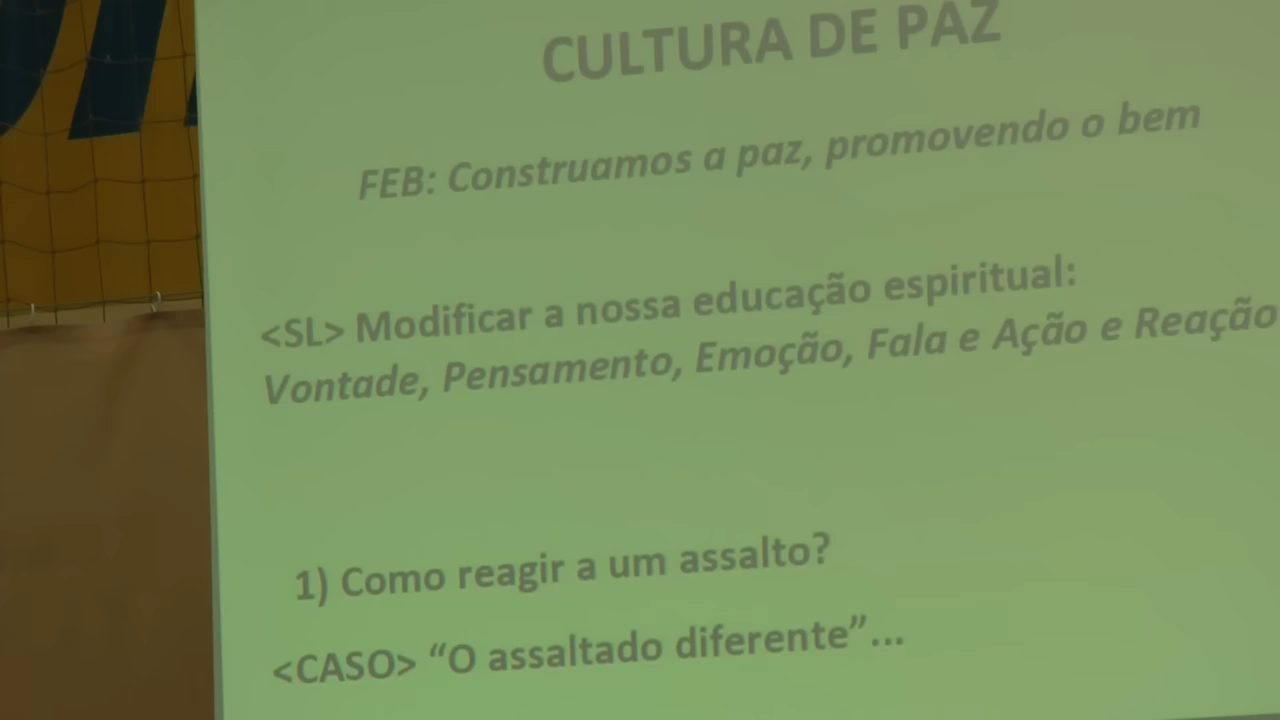 CULTURA DE PAZ
FEB: Construamos a paz, promovendo o bem
<SL> Modificar a nossa educação espiritual:
Vontade, Pensamento, Emoção, Fala e Ação e Reação
1) Como reagir a um assalto?
<CASO> “O assaltado diferente”...